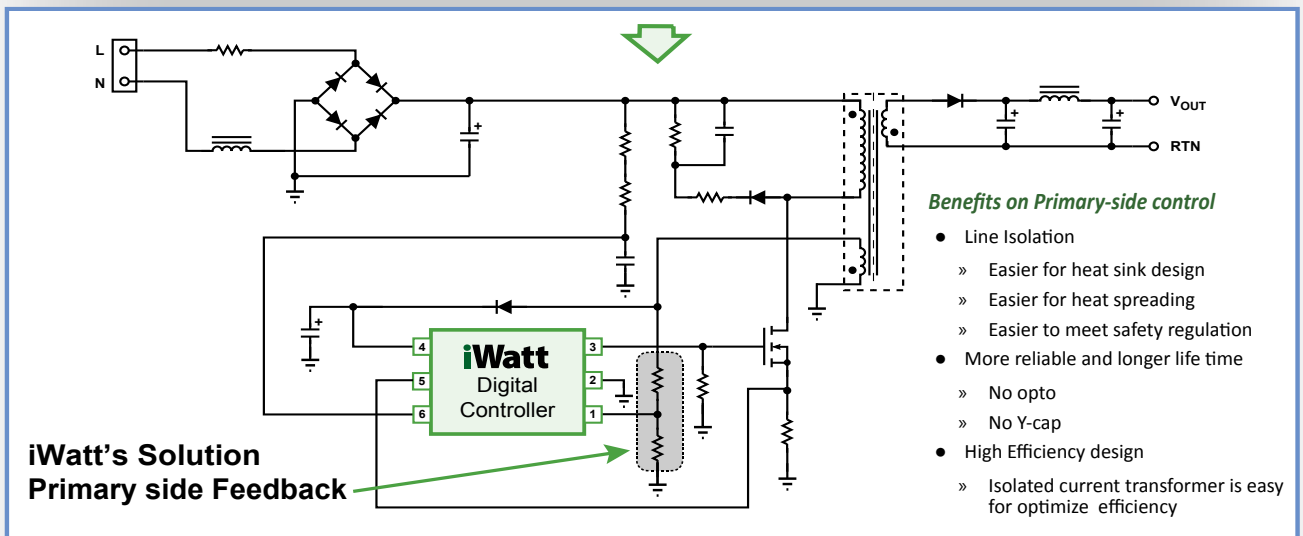 L
N
+
+
+
V_OUT
RTN
Benefits on Primary-side control
● Line Isolation
» Easier for heat sink design
» Easier for heat spreading
» Easier to meet safety regulation
● More reliable and longer life time
» No opto
» No Y-cap
● High Efficiency design
» Isolated current transformer is easy
for optimize efficiency
+
4
5
6
iWatt
Digital
Controller
3
2
1
iWatt's Solution
Primary side Feedback